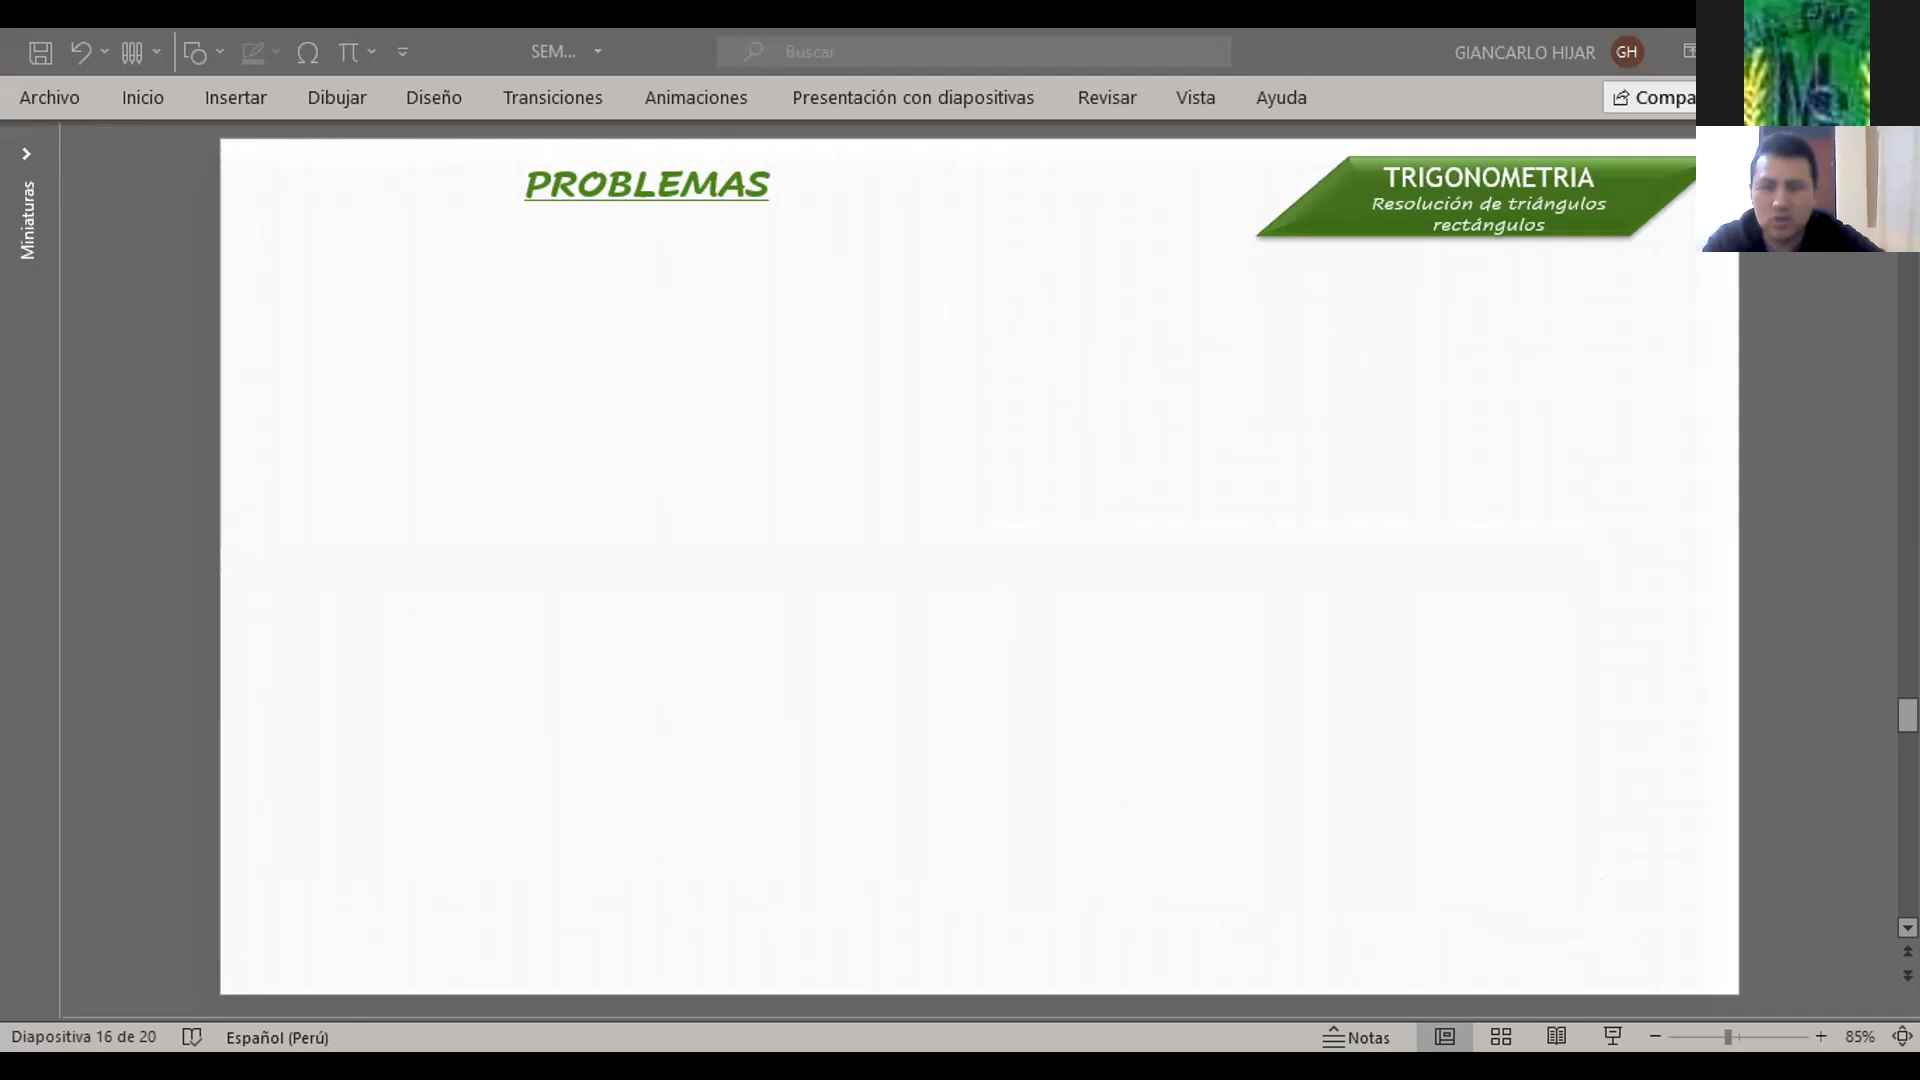 SEM...
Buscar
GIANCARLO HIJAR
GH
Archivo
Inicio
Insertar
Dibujar
Diseño
Transiciones
Animaciones
Presentación con diapositivas
Revisar
Vista
Ayuda
Compa
Miniaturas
PROBLEMAS
TRIGONOMETRIA
Resolución de triángulos
rectángulos
Diapositiva 16 de 20
Español (Perú)
Notas
85%